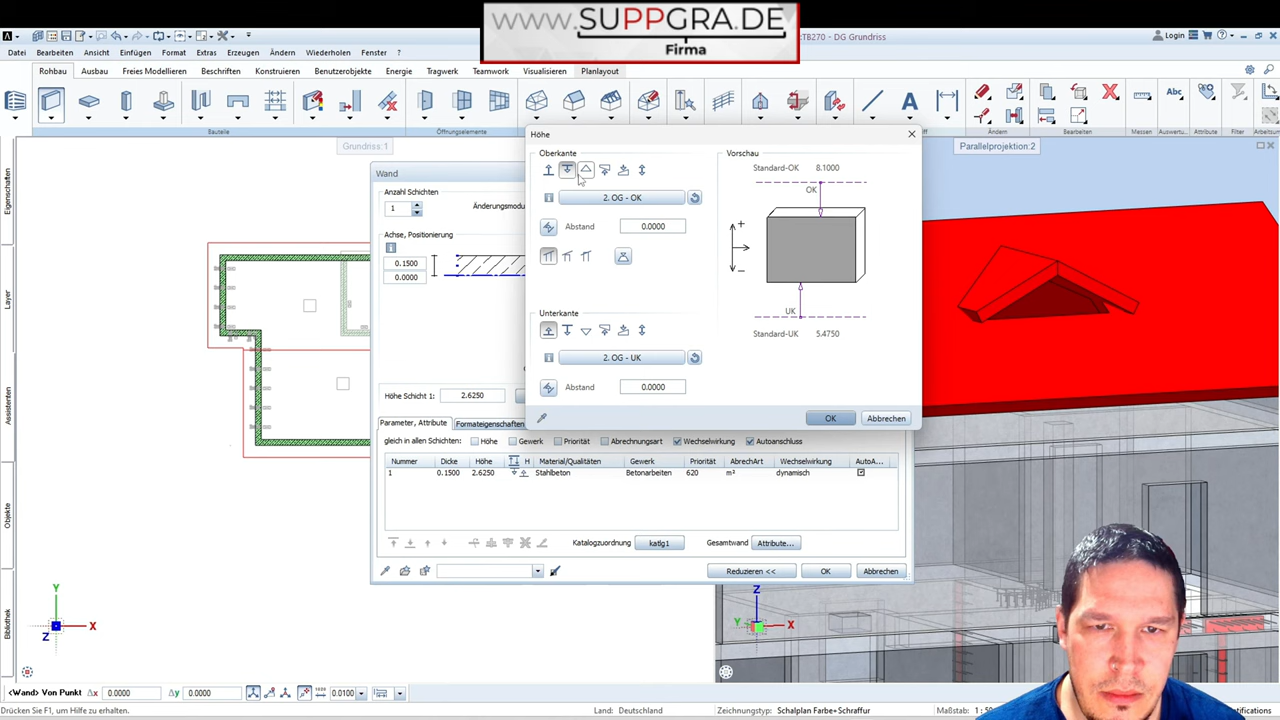 www.SUPPGRA.DE
Firma
:TB270 - DG Grundriss
Login
Datei Bearbeiten Ansicht Einfügen Format Extras Erzeugen Ändern Wiederholen Fenster ?
Rohbau Ausbau Freies Modellieren Beschriften Konstruieren Benutzerobjekte Energie Tragwerk Teamwork Visualisieren Planlayout
Abc
A
Bauteile
Öffnungselemente
Ändern
Bearbeiten
Messen
Auswertu...
Attribute
Filter
Arbeits
Grundriss:1
Parallelprojektion:2
Eigenschaften
Layer
Assistenten
Objekte
Bibliothek
Wand
Anzahl Schichten
1
Änderungsmodu
Achse, Positionierung
0.1500
0.0000
Höhe Schicht 1: 2.6250
Parameter, Attribute
Formateigenschaften
gleich in allen Schichten: Höhe Gewerk Priorität Abrechnungsart Wechselwirkung Autoanschluss
Nummer Dicke Höhe H Material/Qualitäten Gewerk Priorität AbrechArt Wechselwirkung AutoA...
1 0.1500 2.6250 Stahlbeton Betonarbeiten 620 m² dynamisch
Katalogzuordnung katlg1 Gesamtwand Attribute...
Reduzieren << OK Abbrechen
Höhe
Oberkante
2. OG - OK
Abstand 0.0000
Unterkante
2. OG - UK
Abstand 0.0000
Vorschau
Standard-OK 8.1000
OK
+
−
UK
Standard-UK 5.4750
OK Abbrechen
Y
X
Z
Z
Y
X
<Wand> Von Punkt Δx 0.0000 Δy 0.0000 0.0100
Drücken Sie F1, um Hilfe zu erhalten.
Land: Deutschland
Zeichnungstyp: Schalplan Farbe+Schraffur
Maßstab: 1 : 50